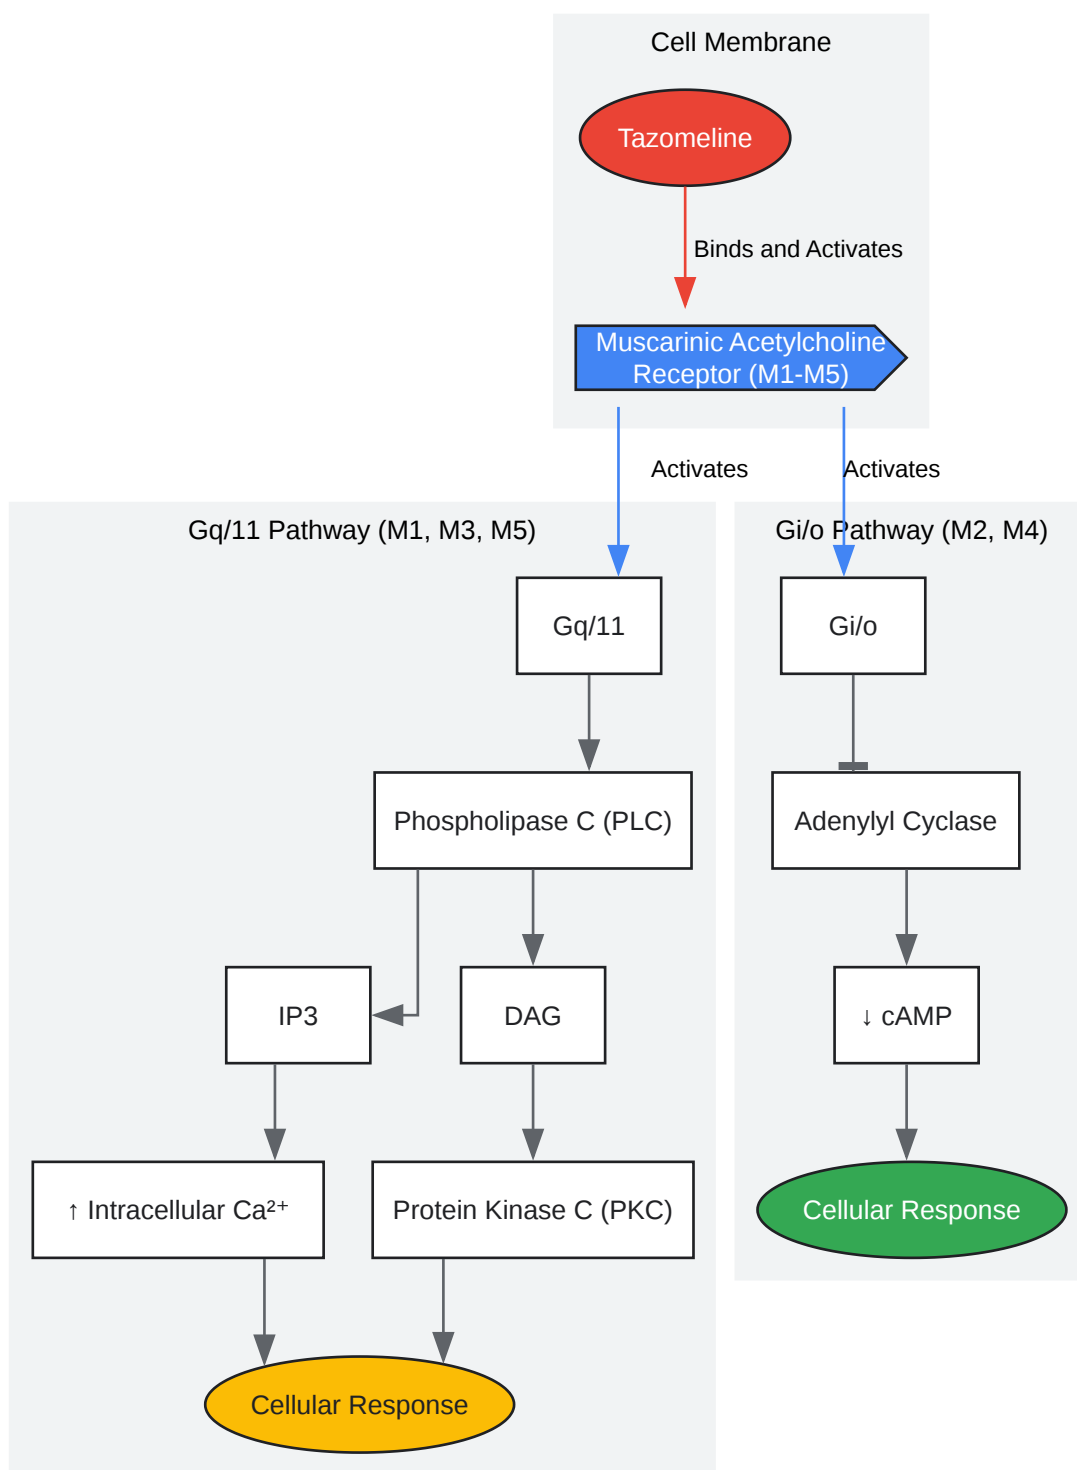 Cell Membrane
Tazomeline
Binds and Activates
Muscarinic Acetylcholine
Receptor (M1-M5)
Activates
Activates
Gq/11 Pathway (M1, M3, M5)
Gi/o Pathway (M2, M4)
Gq/11
Gi/o
Phospholipase C (PLC)
Adenylyl Cyclase
IP3
DAG
↓ cAMP
↑ Intracellular Ca²⁺
Protein Kinase C (PKC)
Cellular Response
Cellular Response